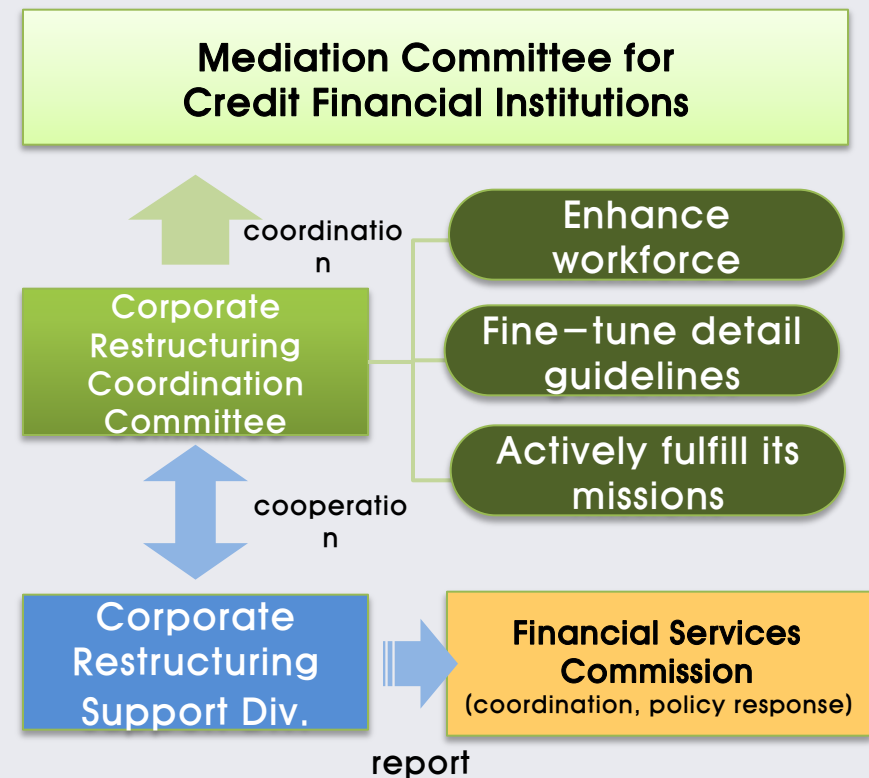 Mediation Committee for
Credit Financial Institutions
coordinatio
n
Enhance
workforce
Corporate
Restructuring
Coordination
Committee
Fine–tune detail
guidelines
Actively fulfill its
missions
cooperatio
n
Corporate
Restructuring
Support Div.
Financial Services
Commission
(coordination, policy response)
report